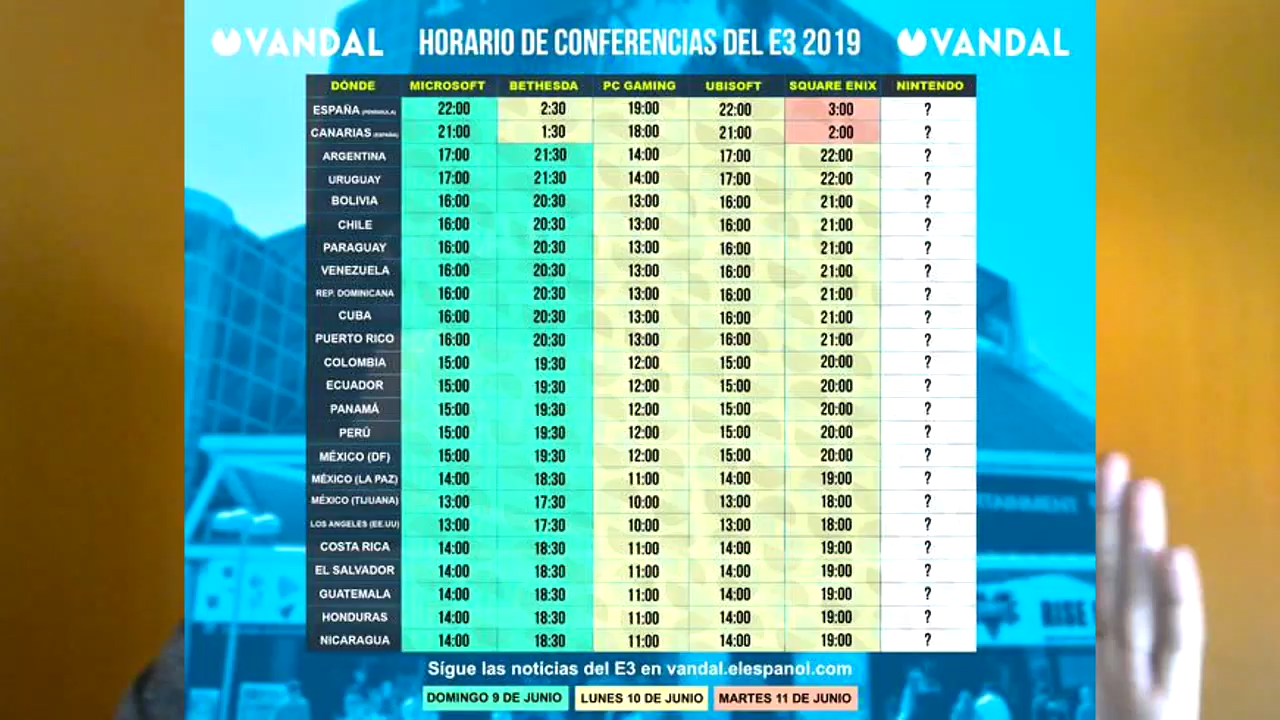 VANDAL HORARIO DE CONFERENCIAS DEL E3 2019 VANDAL
DÓNDE MICROSOFT BETHESDA PC GAMING UBISOFT SQUARE ENIX NINTENDO
ESPAÑA (PENÍNSULA) 22:00 2:30 19:00 22:00 3:00 ?
CANARIAS (ESPAÑA) 21:00 1:30 18:00 21:00 2:00 ?
ARGENTINA 17:00 21:30 14:00 17:00 22:00 ?
URUGUAY 17:00 21:30 14:00 17:00 22:00 ?
BOLIVIA 16:00 20:30 13:00 16:00 21:00 ?
CHILE 16:00 20:30 13:00 16:00 21:00 ?
PARAGUAY 16:00 20:30 13:00 16:00 21:00 ?
VENEZUELA 16:00 20:30 13:00 16:00 21:00 ?
REP. DOMINICANA 16:00 20:30 13:00 16:00 21:00 ?
CUBA 16:00 20:30 13:00 16:00 21:00 ?
PUERTO RICO 16:00 20:30 13:00 16:00 21:00 ?
COLOMBIA 15:00 19:30 12:00 15:00 20:00 ?
ECUADOR 15:00 19:30 12:00 15:00 20:00 ?
PANAMÁ 15:00 19:30 12:00 15:00 20:00 ?
PERÚ 15:00 19:30 12:00 15:00 20:00 ?
MÉXICO (DF) 15:00 19:30 12:00 15:00 20:00 ?
MÉXICO (LA PAZ) 14:00 18:30 11:00 14:00 19:00 ?
MÉXICO (TIJUANA) 13:00 17:30 10:00 13:00 18:00 ?
LOS ANGELES (EE.UU) 13:00 17:30 10:00 13:00 18:00 ?
COSTA RICA 14:00 18:30 11:00 14:00 19:00 ?
EL SALVADOR 14:00 18:30 11:00 14:00 19:00 ?
GUATEMALA 14:00 18:30 11:00 14:00 19:00 ?
HONDURAS 14:00 18:30 11:00 14:00 19:00 ?
NICARAGUA 14:00 18:30 11:00 14:00 19:00 ?
RISE
Sígue las noticias del E3 en vandal.elespanol.com
DOMINGO 9 DE JUNIO LUNES 10 DE JUNIO MARTES 11 DE JUNIO